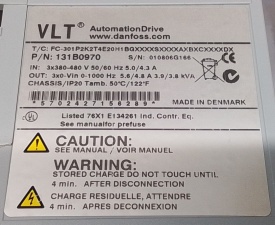 VLT® AutomationDrive
www.danfoss.com
T/C: FC-301P2K2T4E20H1BGXXXXSXXXXAXBXCXXXXDX
P/N: 131B0970 S/N: 010806G166
IN: 3x380-480 V 50/60 Hz 5.0/4.3 A
OUT: 3x0-Vin 0-1000 Hz 5.6/4.8 A 3.9/3.8 kVA
CHASSIS/IP20 Tamb. 50°C/122°F
*5702427156289* MADE IN DENMARK
Listed 76X1 E134261 Ind. Contr. Eq.
See manual for prefuse
CAUTION:
SEE MANUAL / VOIR MANUEL
WARNING:
STORED CHARGE DO NOT TOUCH UNTIL
4 min. AFTER DISCONNECTION
CHARGE RESIDUELLE, ATTENDRE
4 min. APRES DECONNEXION